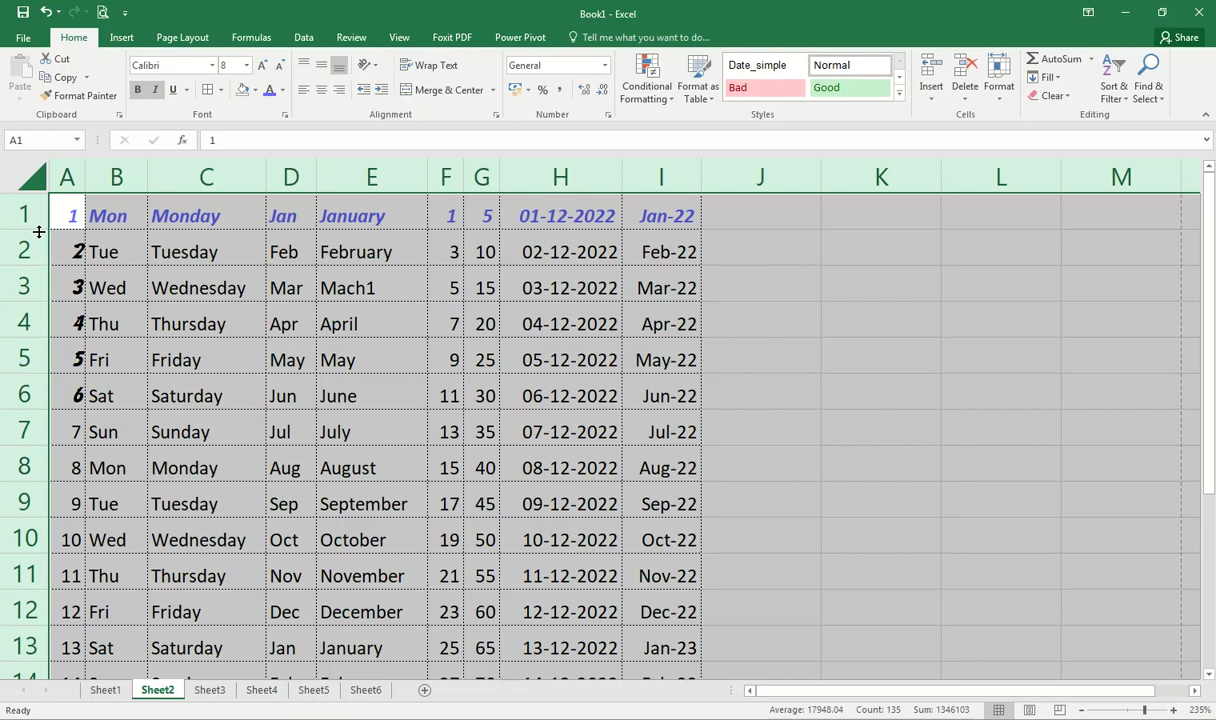 Book1 - Excel
File Home Insert Page Layout Formulas Data Review View Foxit PDF Power Pivot Tell me what you want to do... Share
Cut
Copy
Format Painter
Paste
Clipboard
Calibri 8
B I U
Font
Wrap Text
Merge & Center
Alignment
General
%
Number
Conditional Formatting
Format as Table
Date_simple Normal
Bad Good
Styles
Insert Delete Format
Cells
AutoSum
Fill
Clear
Sort & Filter
Find & Select
Editing
A1 fx 1
A B C D E F G H I J K L M
1 1 Mon Monday Jan January 1 5 01-12-2022 Jan-22
2 2 Tue Tuesday Feb February 3 10 02-12-2022 Feb-22
3 3 Wed Wednesday Mar Mach1 5 15 03-12-2022 Mar-22
4 4 Thu Thursday Apr April 7 20 04-12-2022 Apr-22
5 5 Fri Friday May May 9 25 05-12-2022 May-22
6 6 Sat Saturday Jun June 11 30 06-12-2022 Jun-22
7 7 Sun Sunday Jul July 13 35 07-12-2022 Jul-22
8 8 Mon Monday Aug August 15 40 08-12-2022 Aug-22
9 9 Tue Tuesday Sep September 17 45 09-12-2022 Sep-22
10 10 Wed Wednesday Oct October 19 50 10-12-2022 Oct-22
11 11 Thu Thursday Nov November 21 55 11-12-2022 Nov-22
12 12 Fri Friday Dec December 23 60 12-12-2022 Dec-22
13 13 Sat Saturday Jan January 25 65 13-12-2022 Jan-23
Sheet1 Sheet2 Sheet3 Sheet4 Sheet5 Sheet6
Ready Average: 17948.04 Count: 135 Sum: 1346103 235%